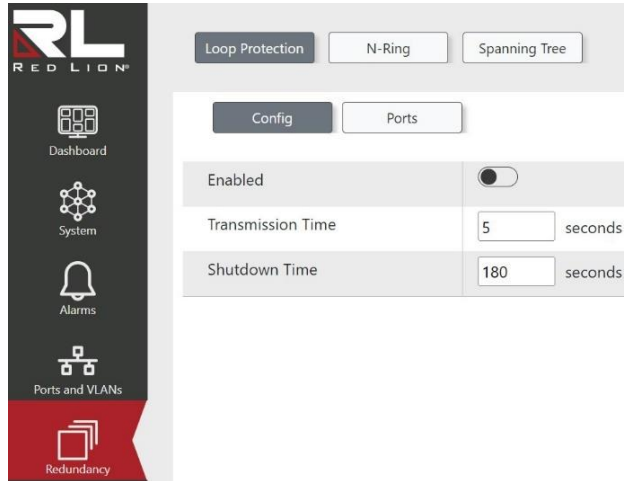 RL
RED LION®
Dashboard
System
Alarms
Ports and VLANs
Redundancy
Loop Protection N-Ring Spanning Tree
Config Ports
Enabled
Transmission Time 5 seconds
Shutdown Time 180 seconds